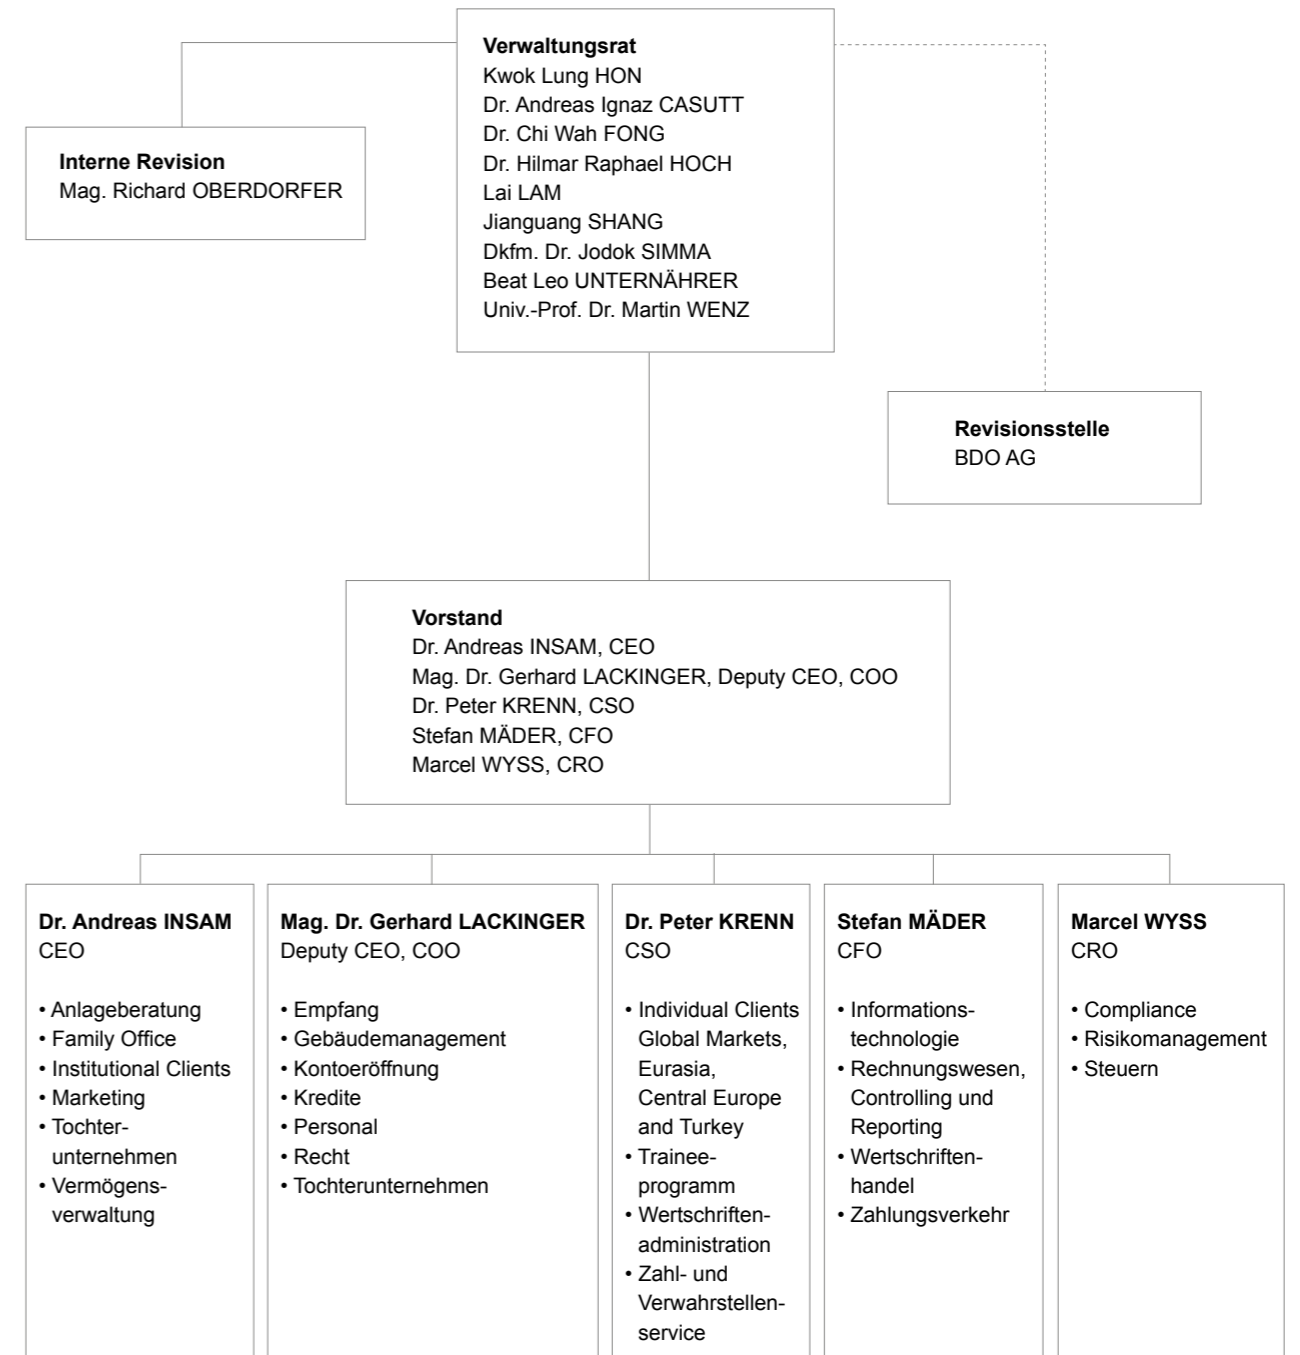 Verwaltungsrat
Kwok Lung HON
Dr. Andreas Ignaz CASUTT
Dr. Chi Wah FONG
Dr. Hilmar Raphael HOCH
Lai LAM
Jianguang SHANG
Dkfm. Dr. Jodok SIMMA
Beat Leo UNTERNÄHRER
Univ.-Prof. Dr. Martin WENZ
Interne Revision
Mag. Richard OBERDORFER
Revisionsstelle
BDO AG
Vorstand
Dr. Andreas INSAM, CEO
Mag. Dr. Gerhard LACKINGER, Deputy CEO, COO
Dr. Peter KRENN, CSO
Stefan MÄDER, CFO
Marcel WYSS, CRO
Dr. Andreas INSAM
CEO
• Anlageberatung
• Family Office
• Institutional Clients
• Marketing
• Tochter-
unternehmen
• Vermögens-
verwaltung
Mag. Dr. Gerhard LACKINGER
Deputy CEO, COO
• Empfang
• Gebäudemanagement
• Kontoeröffnung
• Kredite
• Personal
• Recht
• Tochterunternehmen
Dr. Peter KRENN
CSO
• Individual Clients
Global Markets,
Eurasia,
Central Europe
and Turkey
• Trainee-
programm
• Wertschriften-
administration
• Zahl- und
Verwahrstellen-
service
Stefan MÄDER
CFO
• Informations-
technologie
• Rechnungswesen,
Controlling und
Reporting
• Wertschriften-
handel
• Zahlungsverkehr
Marcel WYSS
CRO
• Compliance
• Risikomanagement
• Steuern